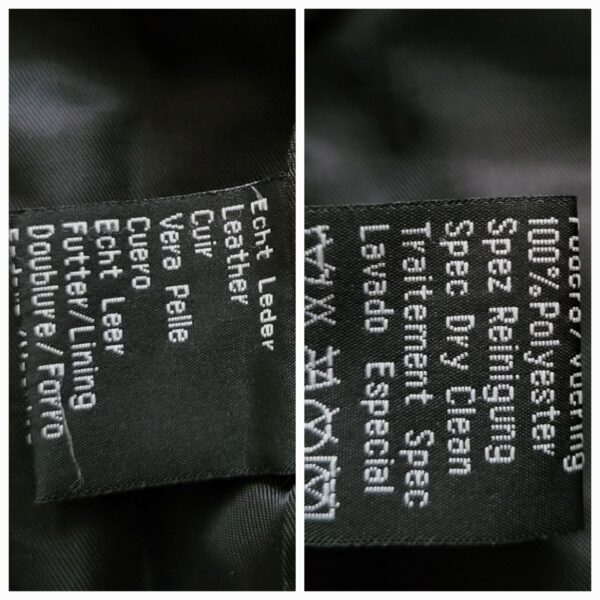 Echt Leder
Leather
Cuir
Vera Pelle
Cuero
Echt Leer
Futter/Lining
Doublure/Forro
100% Polyester
Spez Reinigung
Spec Dry Clean
Traitement Spec
Lavado Especial